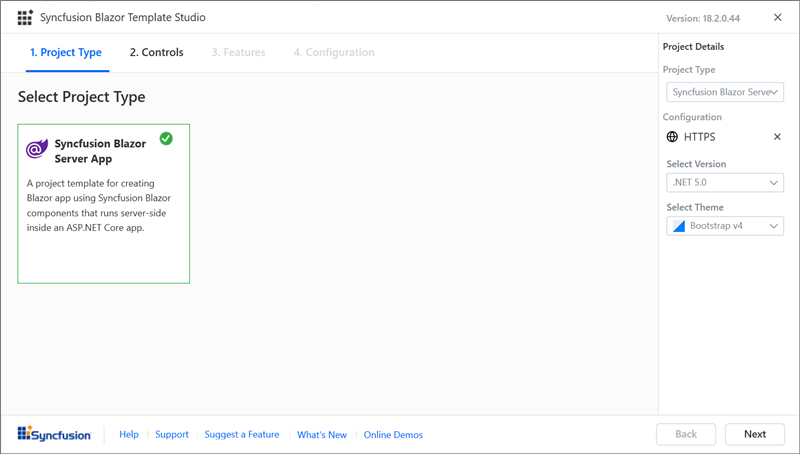 Syncfusion Blazor Template Studio
Version: 18.2.0.44
1. Project Type
2. Controls
3. Features
4. Configuration
Select Project Type
Syncfusion Blazor
Server App
A project template for creating
Blazor app using Syncfusion Blazor
components that runs server-side
inside an ASP.NET Core app.
Project Details
Project Type
Syncfusion Blazor Serve
Configuration
HTTPS
Select Version
.NET 5.0
Select Theme
Bootstrap v4
Syncfusion
Help
Support
Suggest a Feature
What's New
Online Demos
Back
Next